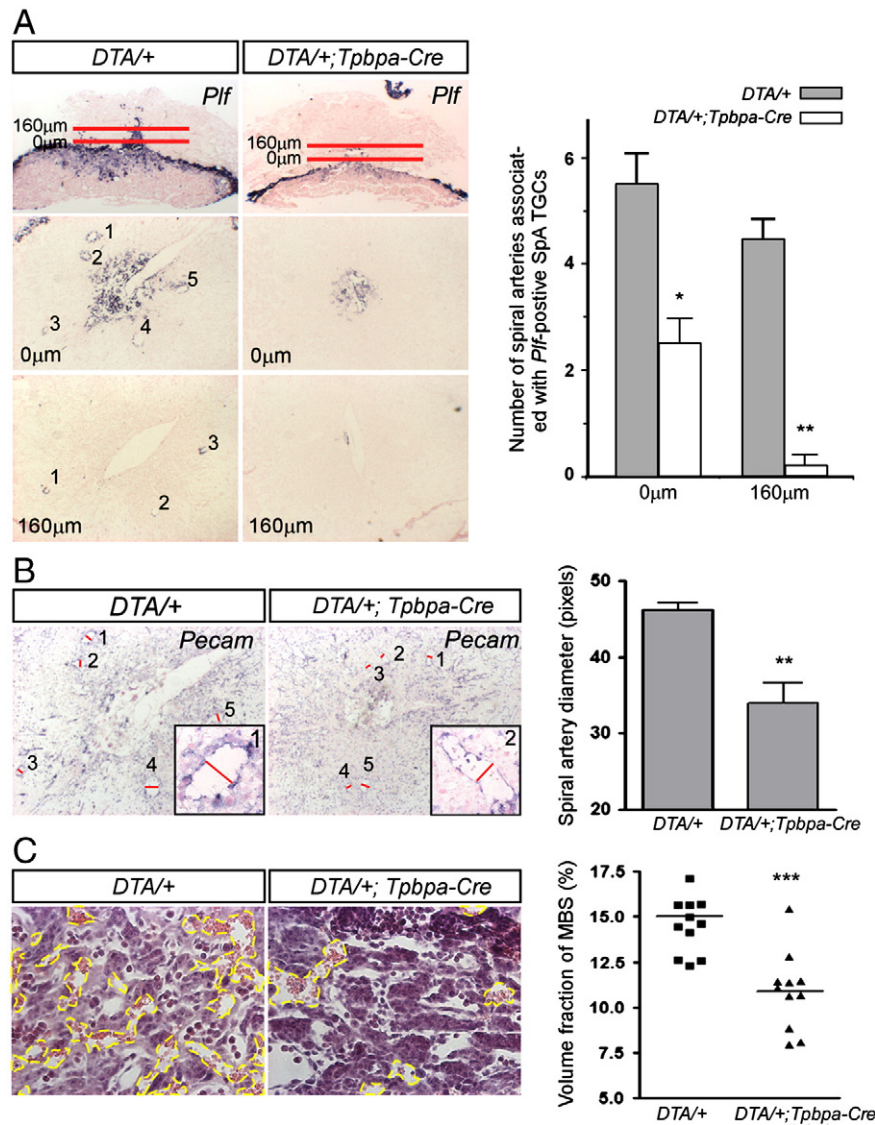 A
DTA/+
DTA/+;Tpbpa-Cre
Plf
160μm
0μm
Plf
160μm
0μm
1
2
5
3
4
0μm
0μm
3
1
2
160μm
160μm
DTA/+
DTA/+;Tpbpa-Cre
Number of spiral arteries associat-
ed with Plf-postive SpA TGCs
6
4
2
0
*
**
0μm
160μm
B
DTA/+
DTA/+; Tpbpa-Cre
Pecam
1
2
5
3
4
1
Pecam
2
1
3
4
5
2
Spiral artery diameter (pixels)
50
46
40
30
20
**
DTA/+
DTA/+;Tpbpa-Cre
C
DTA/+
DTA/+; Tpbpa-Cre
Volume fraction of MBS (%)
17.5
15.0
12.5
10.0
7.5
5.0
***
DTA/+
DTA/+;Tpbpa-Cre